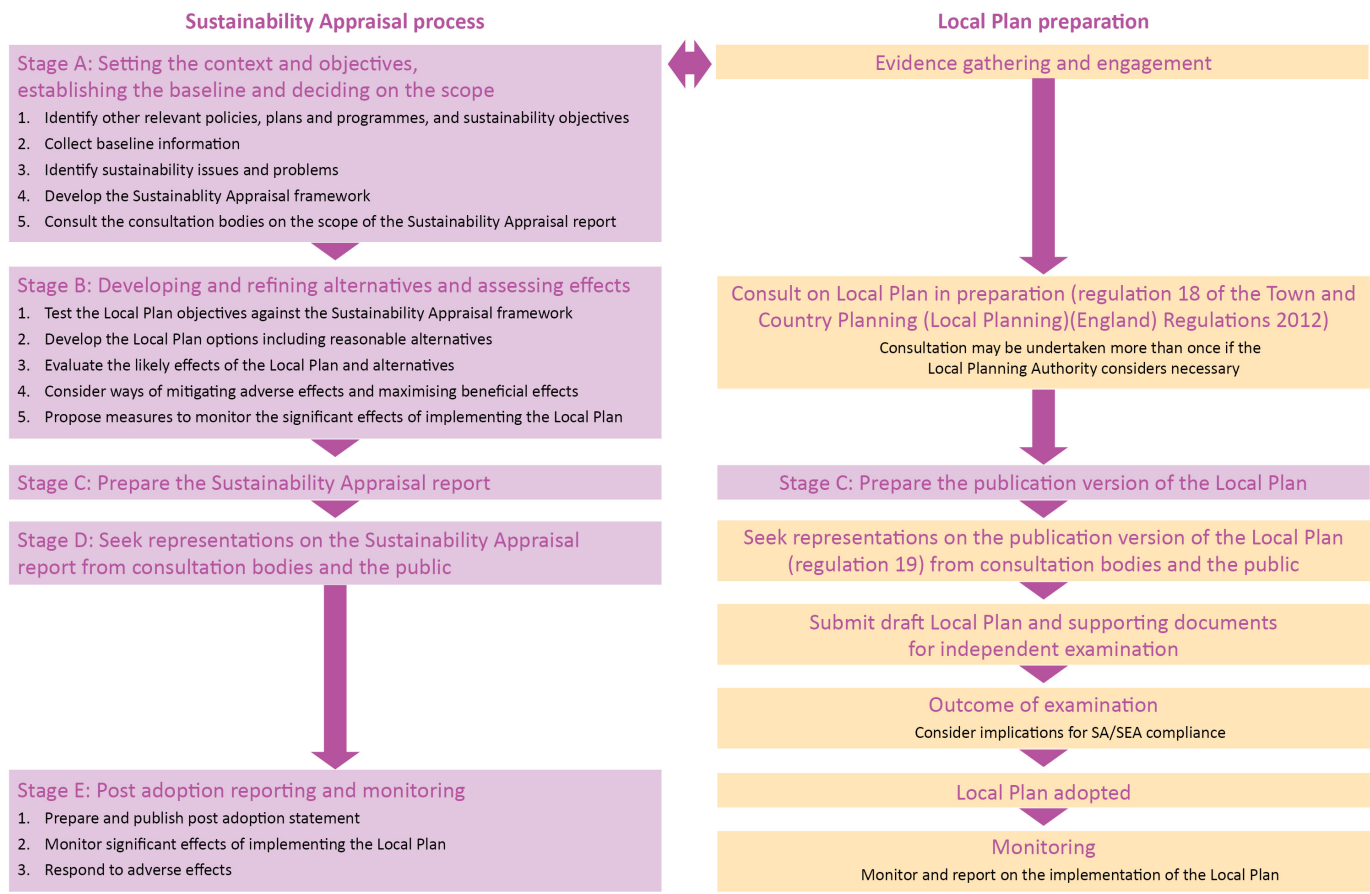 Sustainability Appraisal process
Stage A: Setting the context and objectives,
establishing the baseline and deciding on the scope
1. Identify other relevant policies, plans and programmes, and sustainability objectives
2. Collect baseline information
3. Identify sustainability issues and problems
4. Develop the Sustainablity Appraisal framework
5. Consult the consultation bodies on the scope of the Sustainability Appraisal report
Stage B: Developing and refining alternatives and assessing effects
1. Test the Local Plan objectives against the Sustainability Appraisal framework
2. Develop the Local Plan options including reasonable alternatives
3. Evaluate the likely effects of the Local Plan and alternatives
4. Consider ways of mitigating adverse effects and maximising beneficial effects
5. Propose measures to monitor the significant effects of implementing the Local Plan
Stage C: Prepare the Sustainability Appraisal report
Stage D: Seek representations on the Sustainability Appraisal
report from consultation bodies and the public
Stage E: Post adoption reporting and monitoring
1. Prepare and publish post adoption statement
2. Monitor significant effects of implementing the Local Plan
3. Respond to adverse effects
Local Plan preparation
Evidence gathering and engagement
Consult on Local Plan in preparation (regulation 18 of the Town and
Country Planning (Local Planning)(England) Regulations 2012)
Consultation may be undertaken more than once if the
Local Planning Authority considers necessary
Stage C: Prepare the publication version of the Local Plan
Seek representations on the publication version of the Local Plan
(regulation 19) from consultation bodies and the public
Submit draft Local Plan and supporting documents
for independent examination
Outcome of examination
Consider implications for SA/SEA compliance
Local Plan adopted
Monitoring
Monitor and report on the implementation of the Local Plan